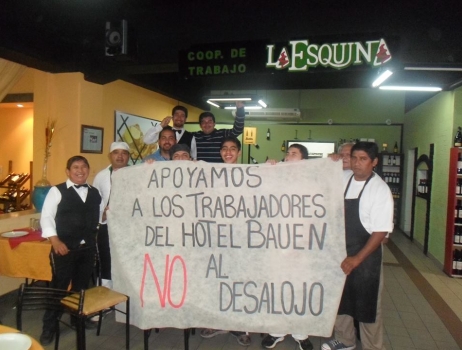 COOP. DE
TRABAJO
LA ESQUINA
APOYAMOS
A LOS TRABAJADORES
DEL HOTEL BAUEN
NO AL
DESALOJO